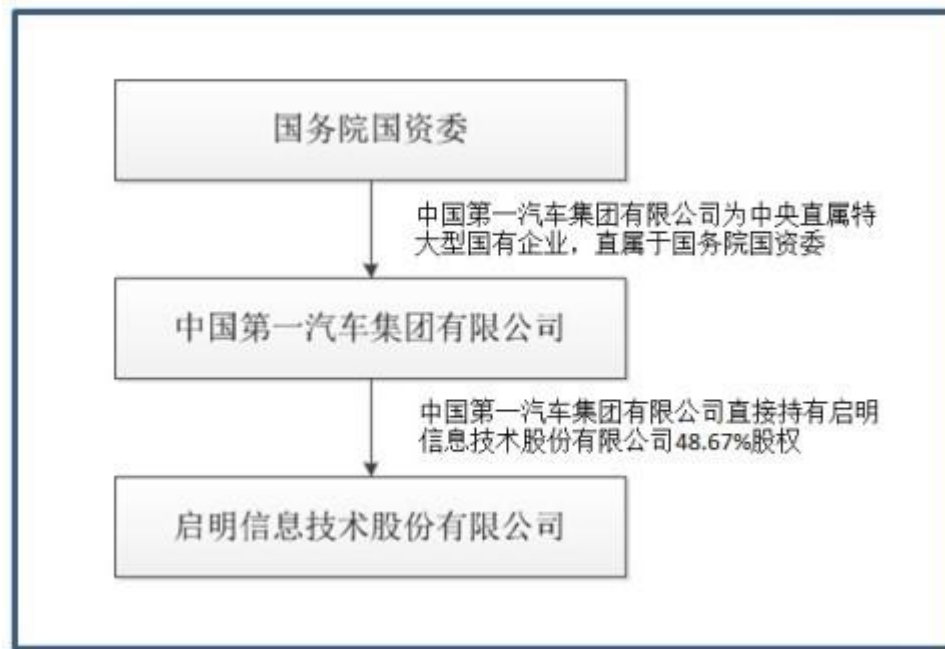 国务院国资委
中国第一汽车集团有限公司为中央直属特
大型国有企业，直属于国务院国资委
中国第一汽车集团有限公司
中国第一汽车集团有限公司直接持有启明
信息技术股份有限公司48.67%股权
启明信息技术股份有限公司